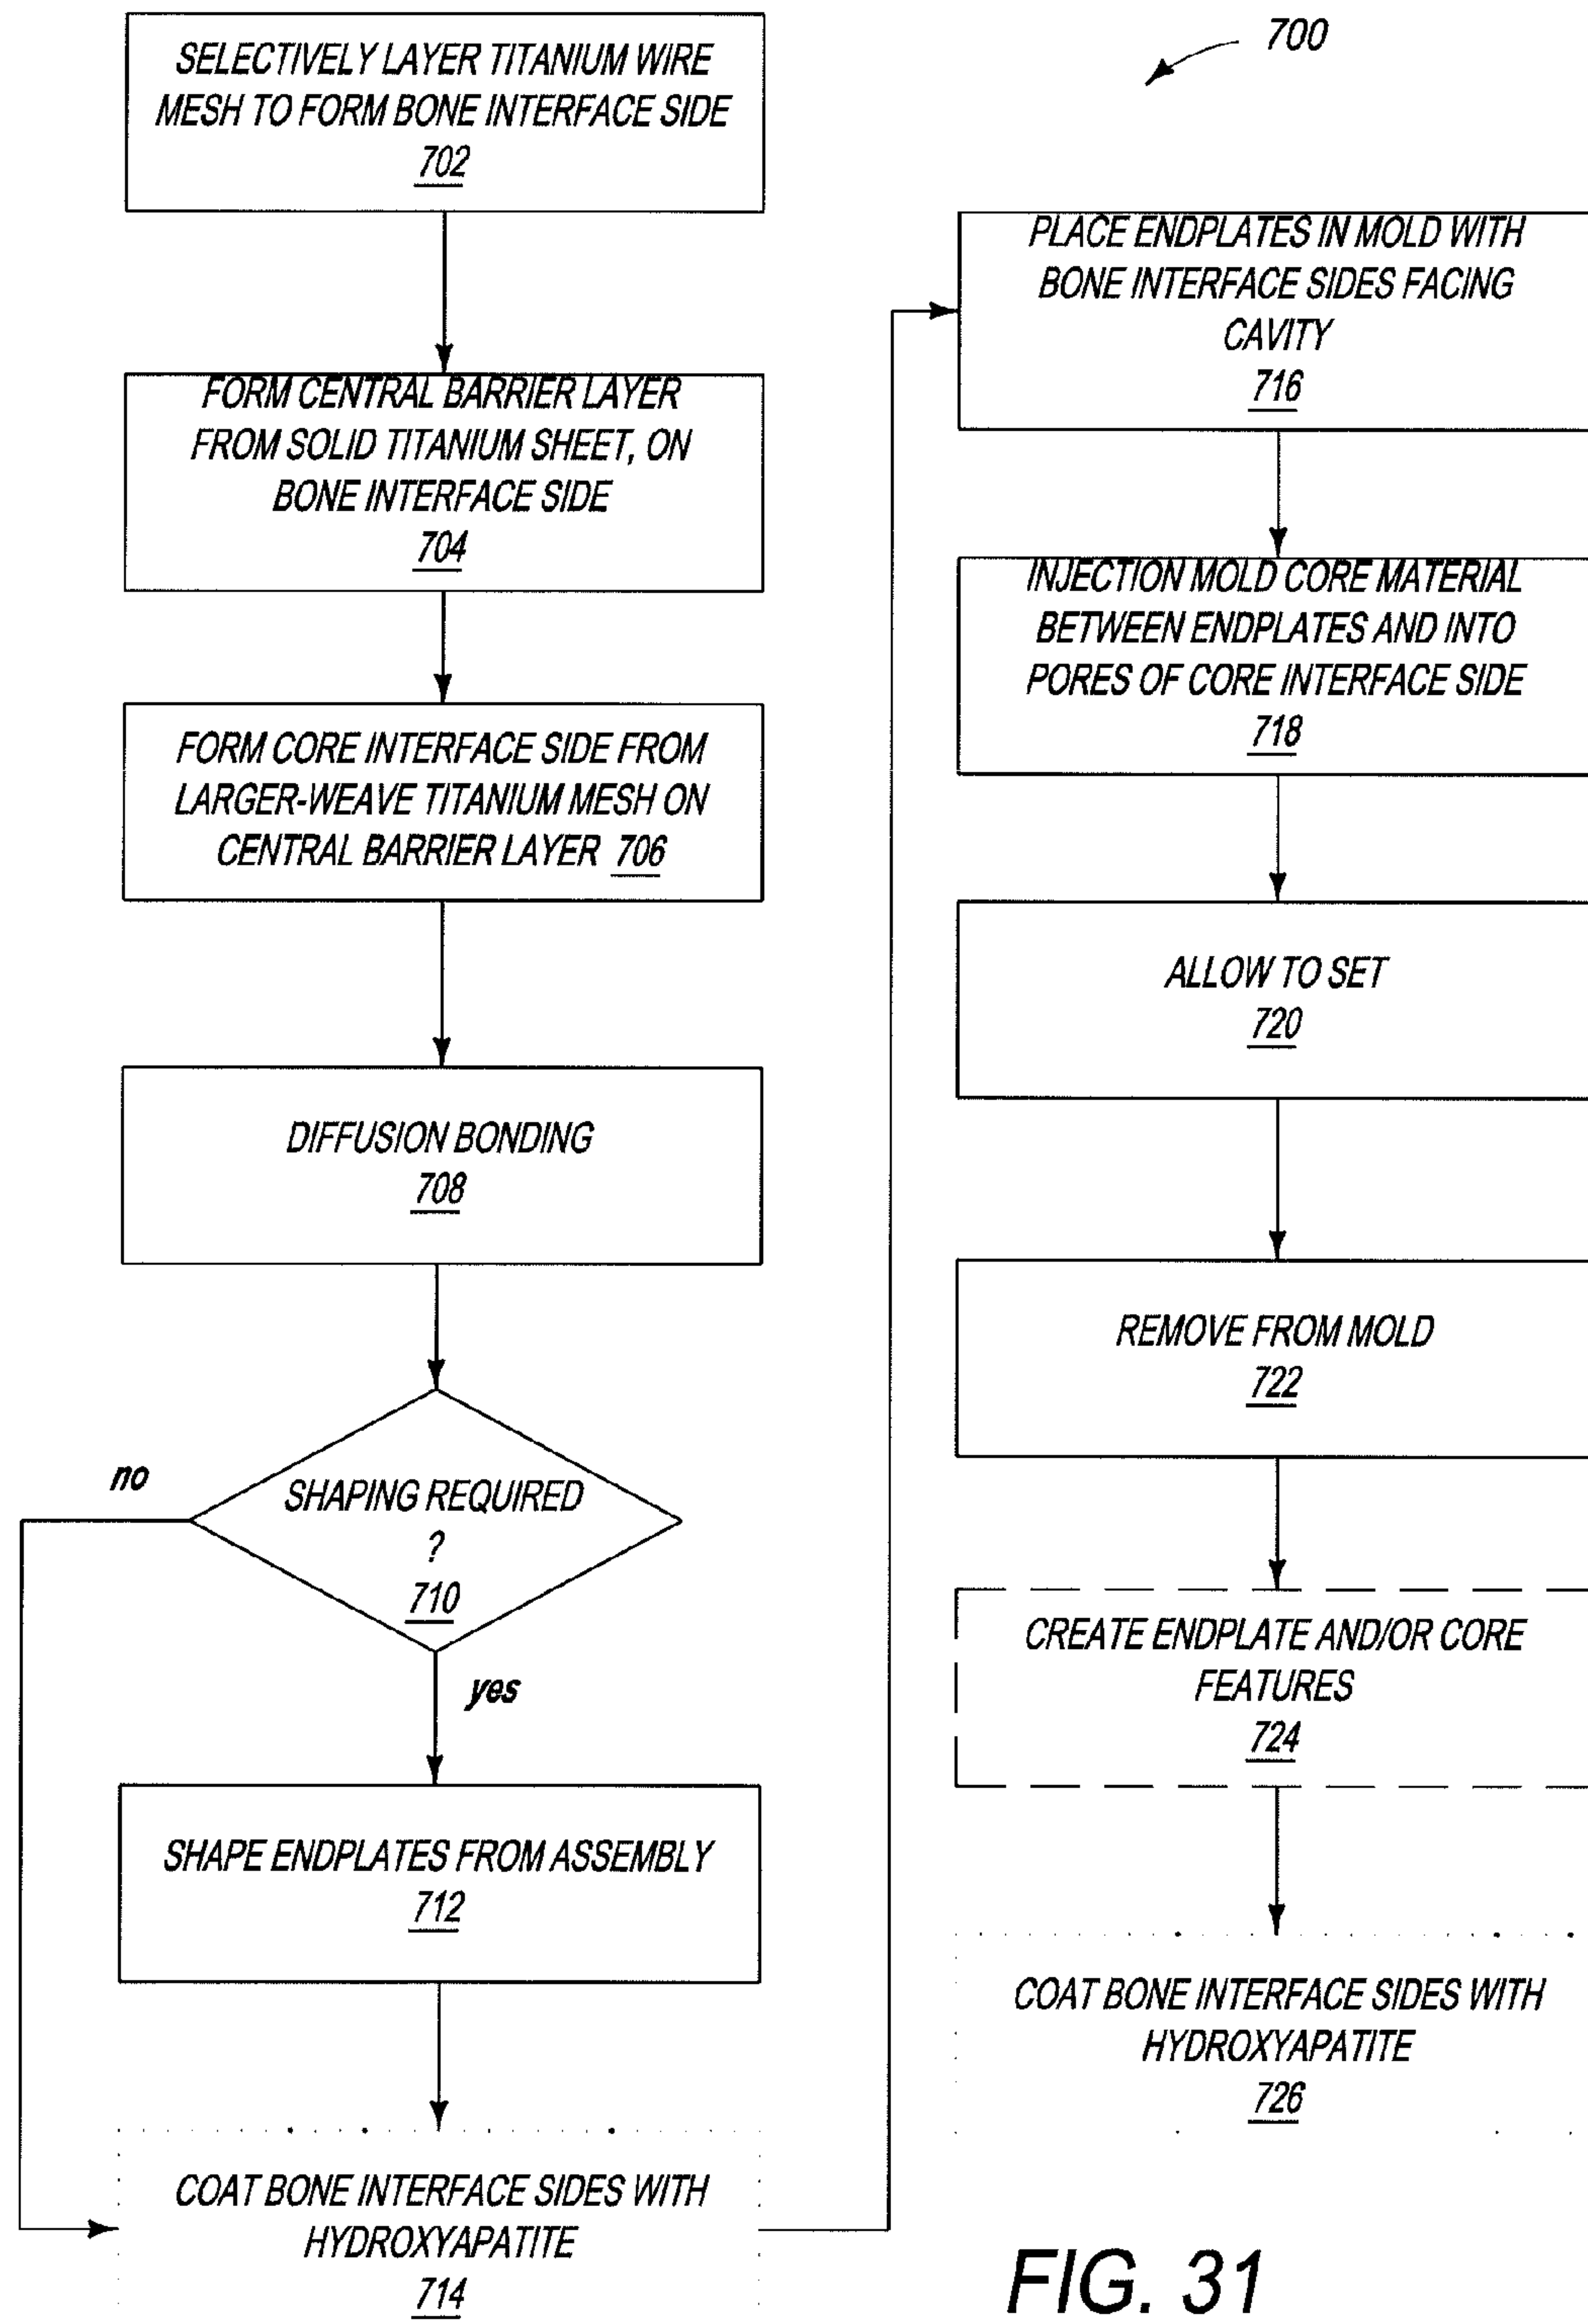 700
SELECTIVELY LAYER TITANIUM WIRE
MESH TO FORM BONE INTERFACE SIDE
702
FORM CENTRAL BARRIER LAYER
FROM SOLID TITANIUM SHEET, ON
BONE INTERFACE SIDE
704
FORM CORE INTERFACE SIDE FROM
LARGER-WEAVE TITANIUM MESH ON
CENTRAL BARRIER LAYER 706
DIFFUSION BONDING
708
SHAPING REQUIRED
?
710
no
yes
SHAPE ENDPLATES FROM ASSEMBLY
712
COAT BONE INTERFACE SIDES WITH
HYDROXYAPATITE
714
PLACE ENDPLATES IN MOLD WITH
BONE INTERFACE SIDES FACING
CAVITY
716
INJECTION MOLD CORE MATERIAL
BETWEEN ENDPLATES AND INTO
PORES OF CORE INTERFACE SIDE
718
ALLOW TO SET
720
REMOVE FROM MOLD
722
CREATE ENDPLATE AND/OR CORE
FEATURES
724
COAT BONE INTERFACE SIDES WITH
HYDROXYAPATITE
726
FIG. 31